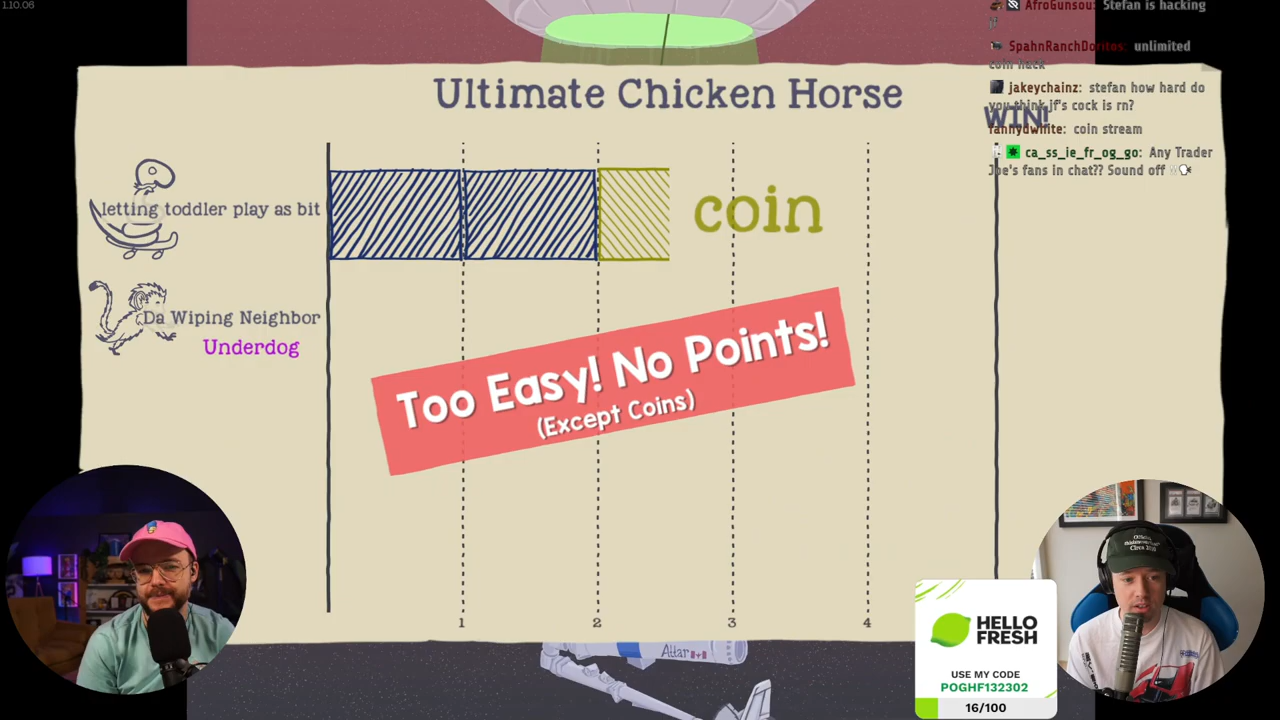 1.10.06
AfroGunsou: Stefan is hacking
SpahnRanchDoritos: unlimited
coin hack
jakeychainz: stefan how hard do
you think jf's cock is rn?
fannydwhite: coin stream
ca_ss_ie_fr_og_go: Any Trader
Joe's fans in chat?? Sound off
Ultimate Chicken Horse
WIN!
letting toddler play as bit
coin
Da Wiping Neighbor
Underdog
Too Easy! No Points!
(Except Coins)
1 2 3 4
Altar
HELLO
FRESH
USE MY CODE
POGHF132302
16/100